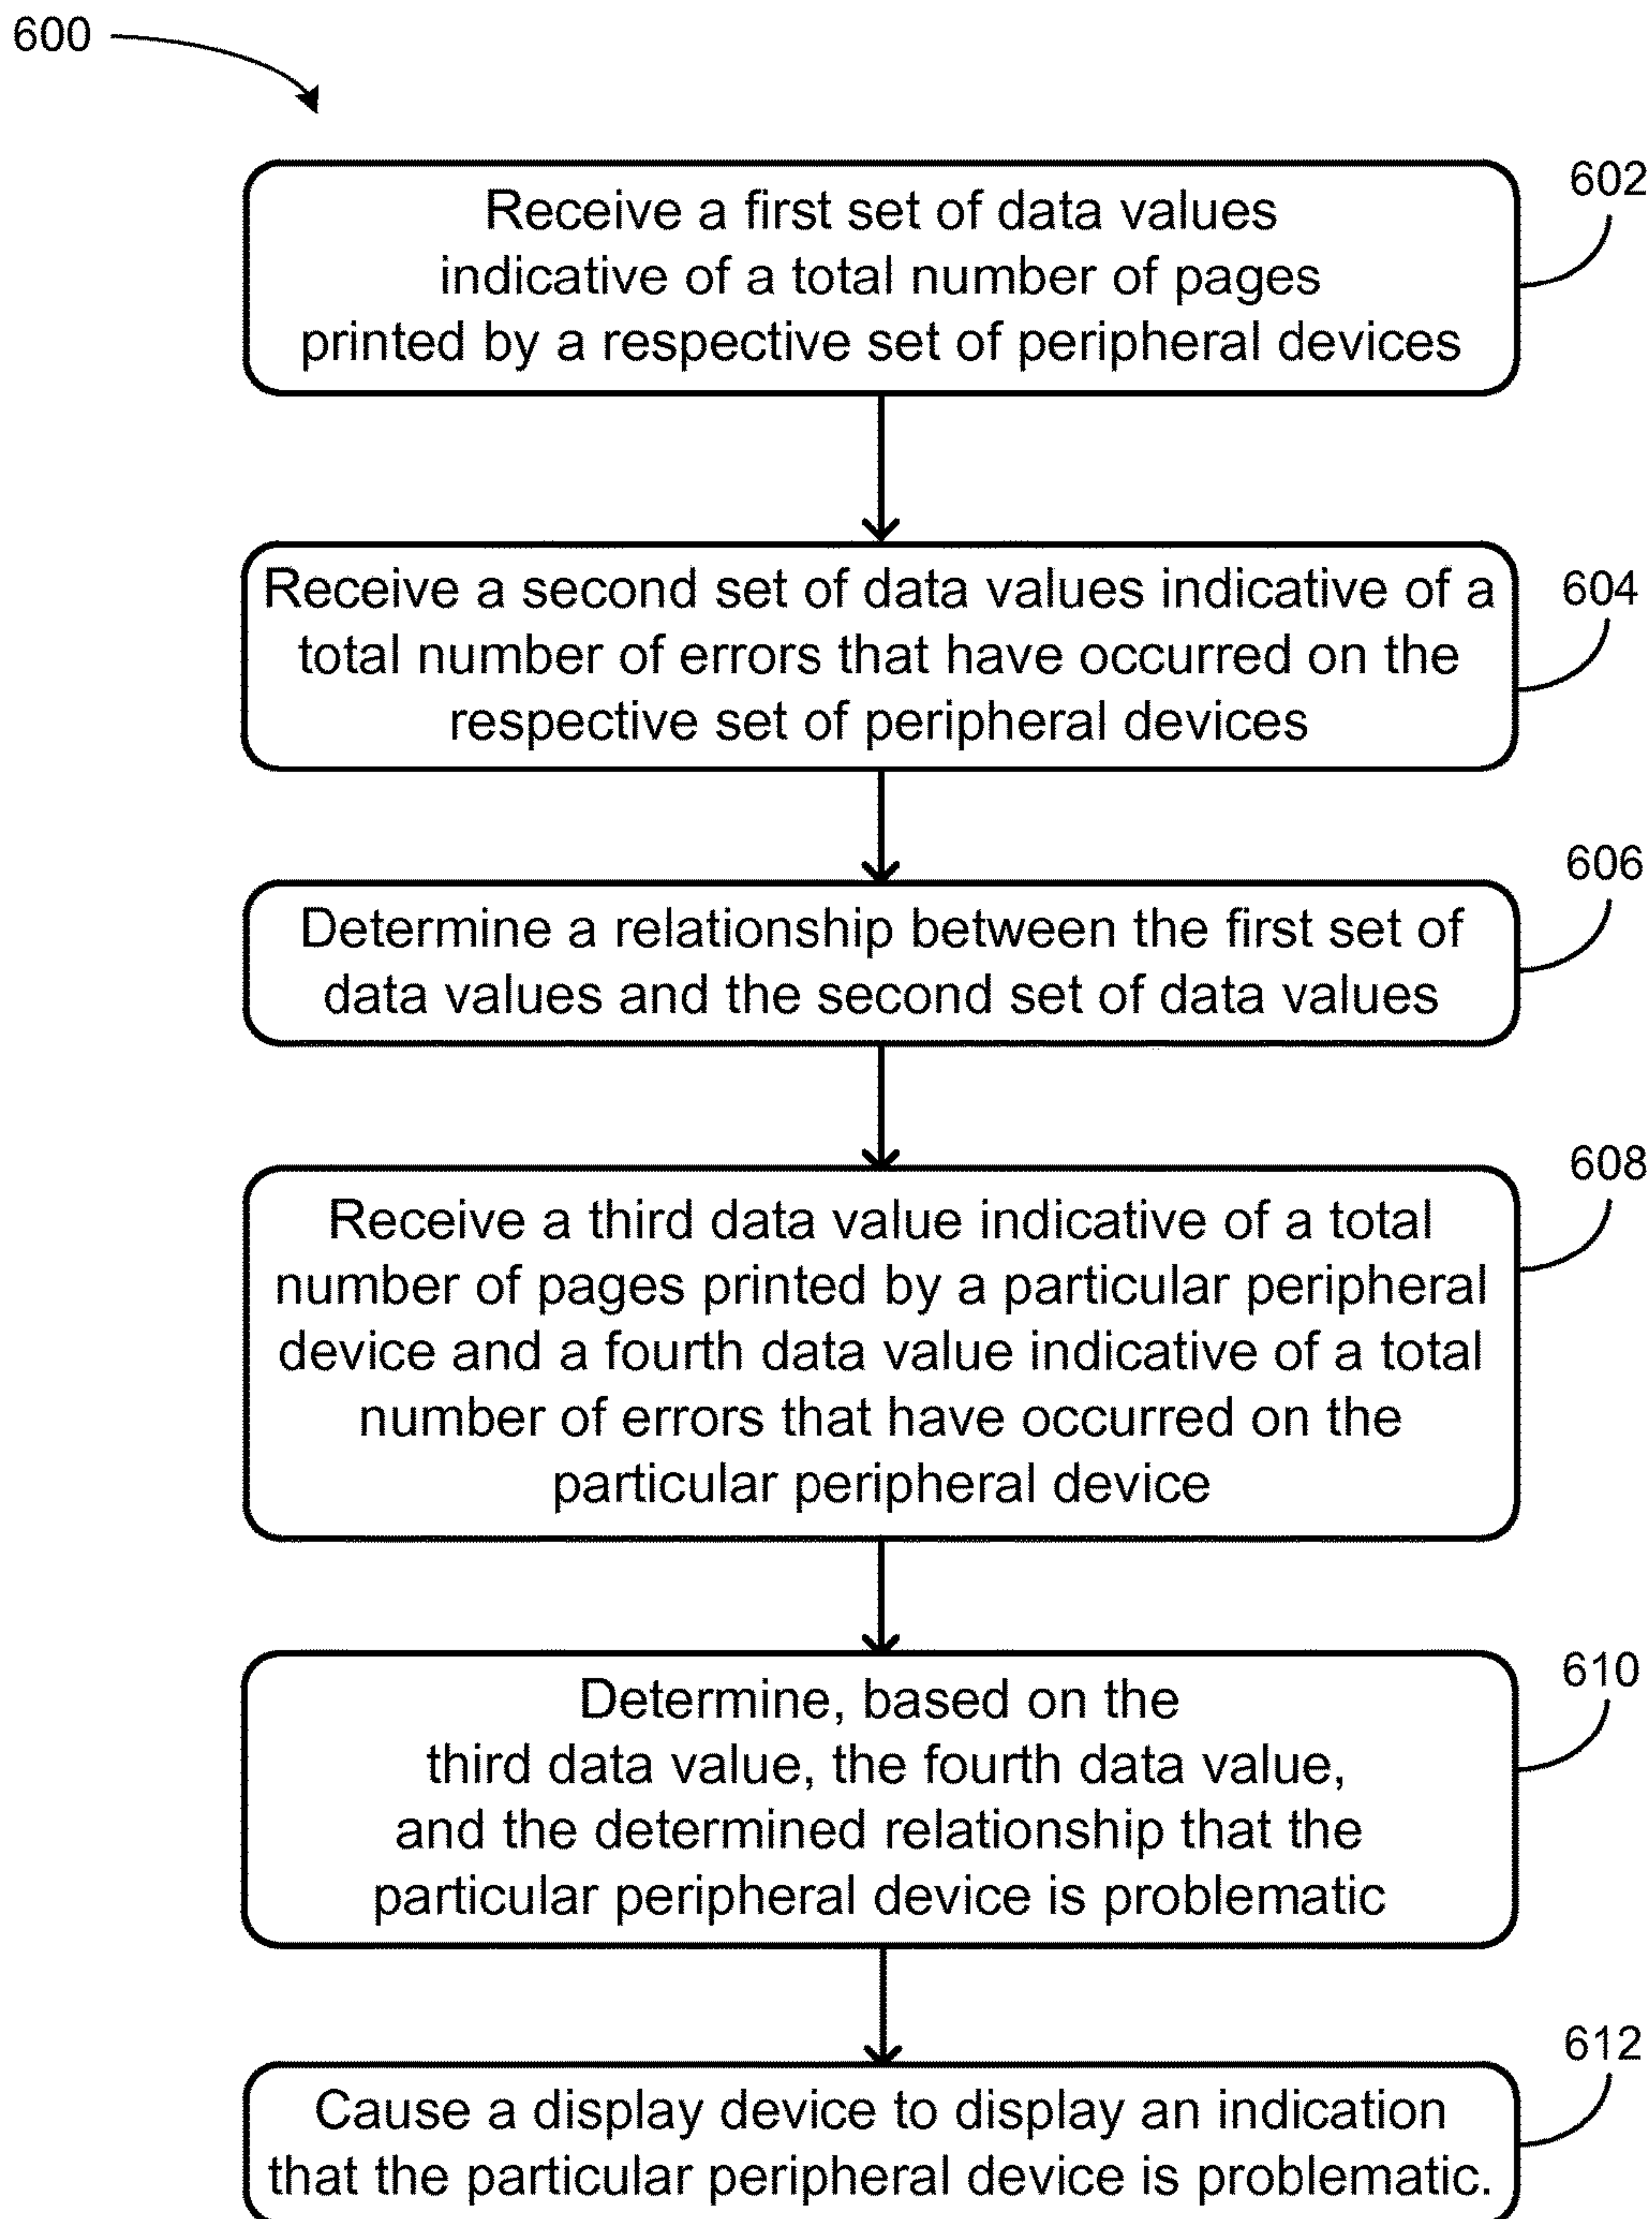 600
602
Receive a first set of data values
indicative of a total number of pages
printed by a respective set of peripheral devices
604
Receive a second set of data values indicative of a
total number of errors that have occurred on the
respective set of peripheral devices
606
Determine a relationship between the first set of
data values and the second set of data values
608
Receive a third data value indicative of a total
number of pages printed by a particular peripheral
device and a fourth data value indicative of a total
number of errors that have occurred on the
particular peripheral device
610
Determine, based on the
third data value, the fourth data value,
and the determined relationship that the
particular peripheral device is problematic
612
Cause a display device to display an indication
that the particular peripheral device is problematic.